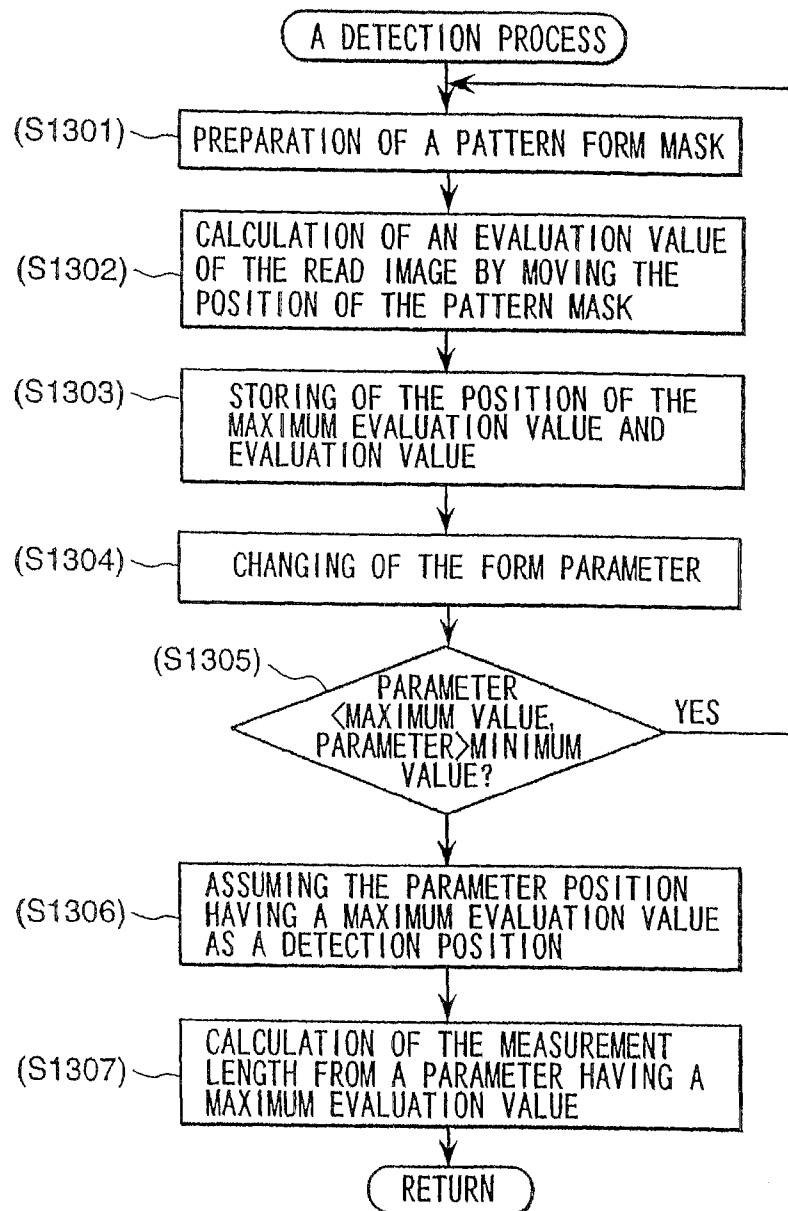 A DETECTION PROCESS
(S1301)
PREPARATION OF A PATTERN FORM MASK
(S1302)
CALCULATION OF AN EVALUATION VALUE
OF THE READ IMAGE BY MOVING THE
POSITION OF THE PATTERN MASK
(S1303)
STORING OF THE POSITION OF THE
MAXIMUM EVALUATION VALUE AND
EVALUATION VALUE
(S1304)
CHANGING OF THE FORM PARAMETER
(S1305)
PARAMETER
<MAXIMUM VALUE,
PARAMETER>MINIMUM
VALUE?
YES
(S1306)
ASSUMING THE PARAMETER POSITION
HAVING A MAXIMUM EVALUATION VALUE
AS A DETECTION POSITION
(S1307)
CALCULATION OF THE MEASUREMENT
LENGTH FROM A PARAMETER HAVING A
MAXIMUM EVALUATION VALUE
RETURN